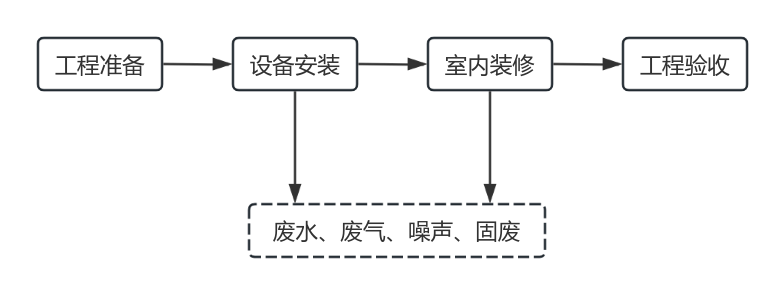 工程准备
设备安装
室内装修
工程验收
废水、废气、噪声、固废